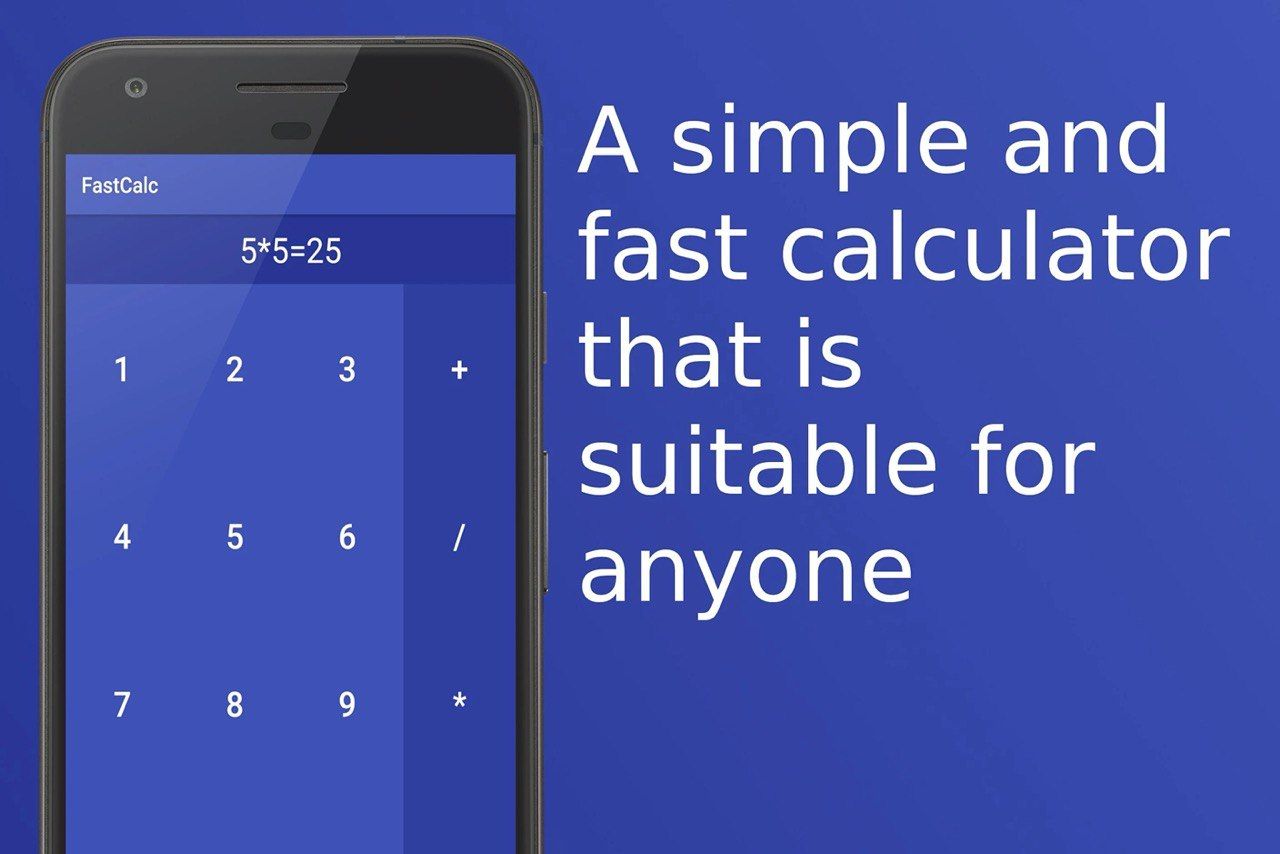 FastCalc
5*5=25
1 2 3 +
4 5 6 /
7 8 9 *
A simple and
fast calculator
that is
suitable for
anyone